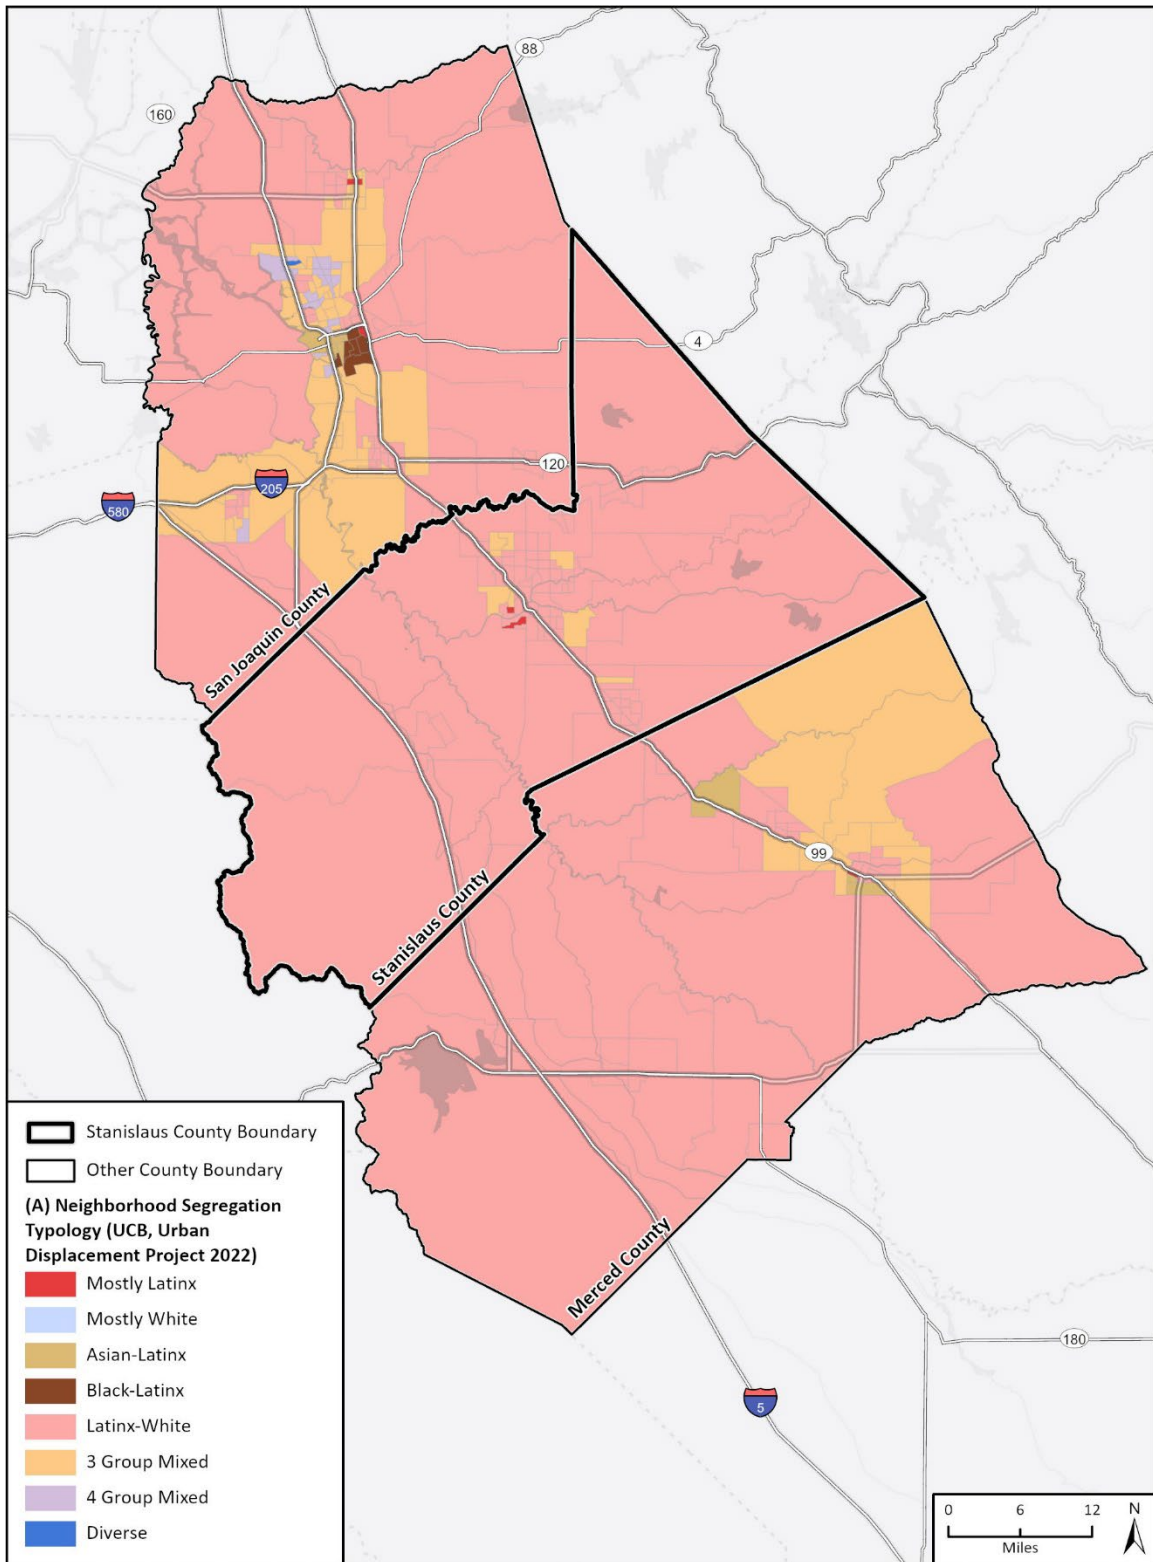 88
160
4
120
205
580
San Joaquin County
99
Stanislaus County
Merced County
180
5
Stanislaus County Boundary
Other County Boundary
(A) Neighborhood Segregation
Typology (UCB, Urban
Displacement Project 2022)
Mostly Latinx
Mostly White
Asian-Latinx
Black-Latinx
Latinx-White
3 Group Mixed
4 Group Mixed
Diverse
0 6 12
Miles
N